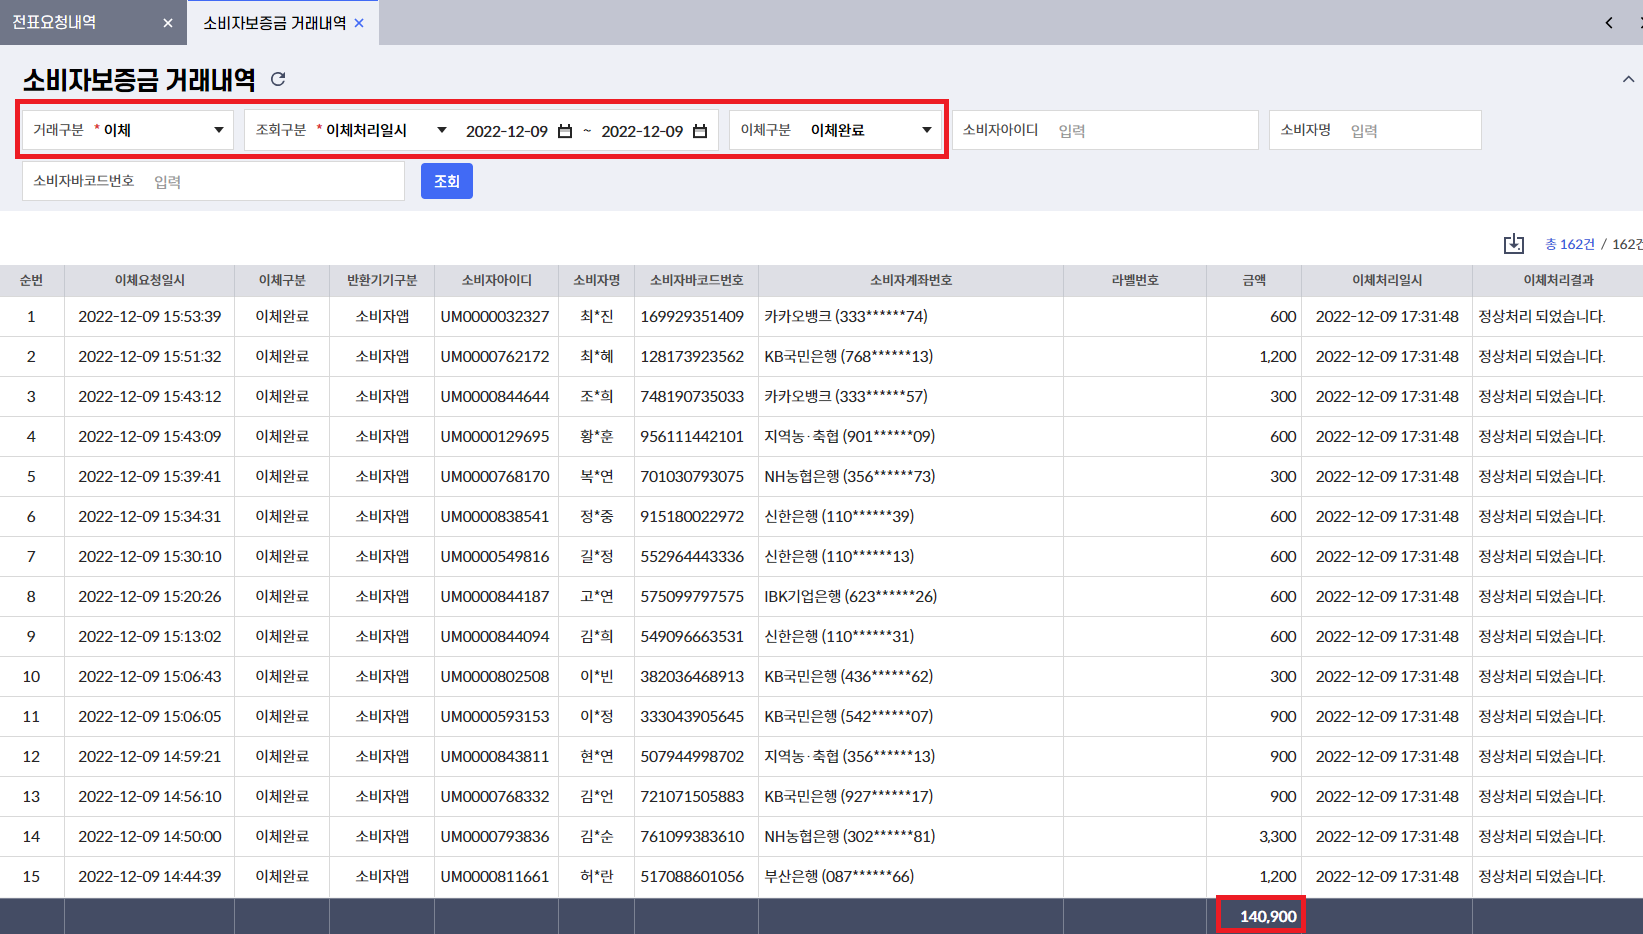 전표요청내역 × 소비자보증금 거래내역 ×
소비자보증금 거래내역
거래구분 * 이체 조회구분 * 이체처리일시 2022-12-09 ~ 2022-12-09 이체구분 이체완료 소비자아이디 입력 소비자명 입력
소비자바코드번호 입력 조회
총 162건 / 162건
순번 이체요청일시 이체구분 반환기기구분 소비자아이디 소비자명 소비자바코드번호 소비자계좌번호 라벨번호 금액 이체처리일시 이체처리결과
1 2022-12-09 15:53:39 이체완료 소비자앱 UM0000032327 최*진 169929351409 카카오뱅크 (333******74) 600 2022-12-09 17:31:48 정상처리 되었습니다.
2 2022-12-09 15:51:32 이체완료 소비자앱 UM0000762172 최*혜 128173923562 KB국민은행 (768******13) 1,200 2022-12-09 17:31:48 정상처리 되었습니다.
3 2022-12-09 15:43:12 이체완료 소비자앱 UM0000844644 조*희 748190735033 카카오뱅크 (333******57) 300 2022-12-09 17:31:48 정상처리 되었습니다.
4 2022-12-09 15:43:09 이체완료 소비자앱 UM0000129695 황*훈 956111442101 지역농·축협 (901******09) 600 2022-12-09 17:31:48 정상처리 되었습니다.
5 2022-12-09 15:39:41 이체완료 소비자앱 UM0000768170 복*연 701030793075 NH농협은행 (356******73) 300 2022-12-09 17:31:48 정상처리 되었습니다.
6 2022-12-09 15:34:31 이체완료 소비자앱 UM0000838541 정*중 915180022972 신한은행 (110******39) 600 2022-12-09 17:31:48 정상처리 되었습니다.
7 2022-12-09 15:30:10 이체완료 소비자앱 UM0000549816 길*정 552964443336 신한은행 (110******13) 600 2022-12-09 17:31:48 정상처리 되었습니다.
8 2022-12-09 15:20:26 이체완료 소비자앱 UM0000844187 고*연 575099797575 IBK기업은행 (623******26) 600 2022-12-09 17:31:48 정상처리 되었습니다.
9 2022-12-09 15:13:02 이체완료 소비자앱 UM0000844094 김*희 549096663531 신한은행 (110******31) 600 2022-12-09 17:31:48 정상처리 되었습니다.
10 2022-12-09 15:06:43 이체완료 소비자앱 UM0000802508 이*빈 382036468913 KB국민은행 (436******62) 300 2022-12-09 17:31:48 정상처리 되었습니다.
11 2022-12-09 15:06:05 이체완료 소비자앱 UM0000593153 이*정 333043905645 KB국민은행 (542******07) 900 2022-12-09 17:31:48 정상처리 되었습니다.
12 2022-12-09 14:59:21 이체완료 소비자앱 UM0000843811 현*연 507944998702 지역농·축협 (356******13) 900 2022-12-09 17:31:48 정상처리 되었습니다.
13 2022-12-09 14:56:10 이체완료 소비자앱 UM0000768332 김*언 721071505883 KB국민은행 (927******17) 900 2022-12-09 17:31:48 정상처리 되었습니다.
14 2022-12-09 14:50:00 이체완료 소비자앱 UM0000793836 김*순 761099383610 NH농협은행 (302******81) 3,300 2022-12-09 17:31:48 정상처리 되었습니다.
15 2022-12-09 14:44:39 이체완료 소비자앱 UM0000811661 허*란 517088601056 부산은행 (087******66) 1,200 2022-12-09 17:31:48 정상처리 되었습니다.
140,900